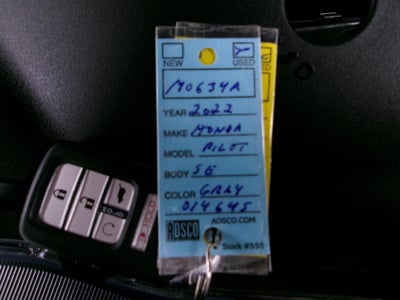 NEW USED
M0634A
YEAR 2022
MAKE HONDA
MODEL PILOT
BODY SE
COLOR GRAY
014645
ADSCO.COM
ADSCO
Stock #555
HOLD